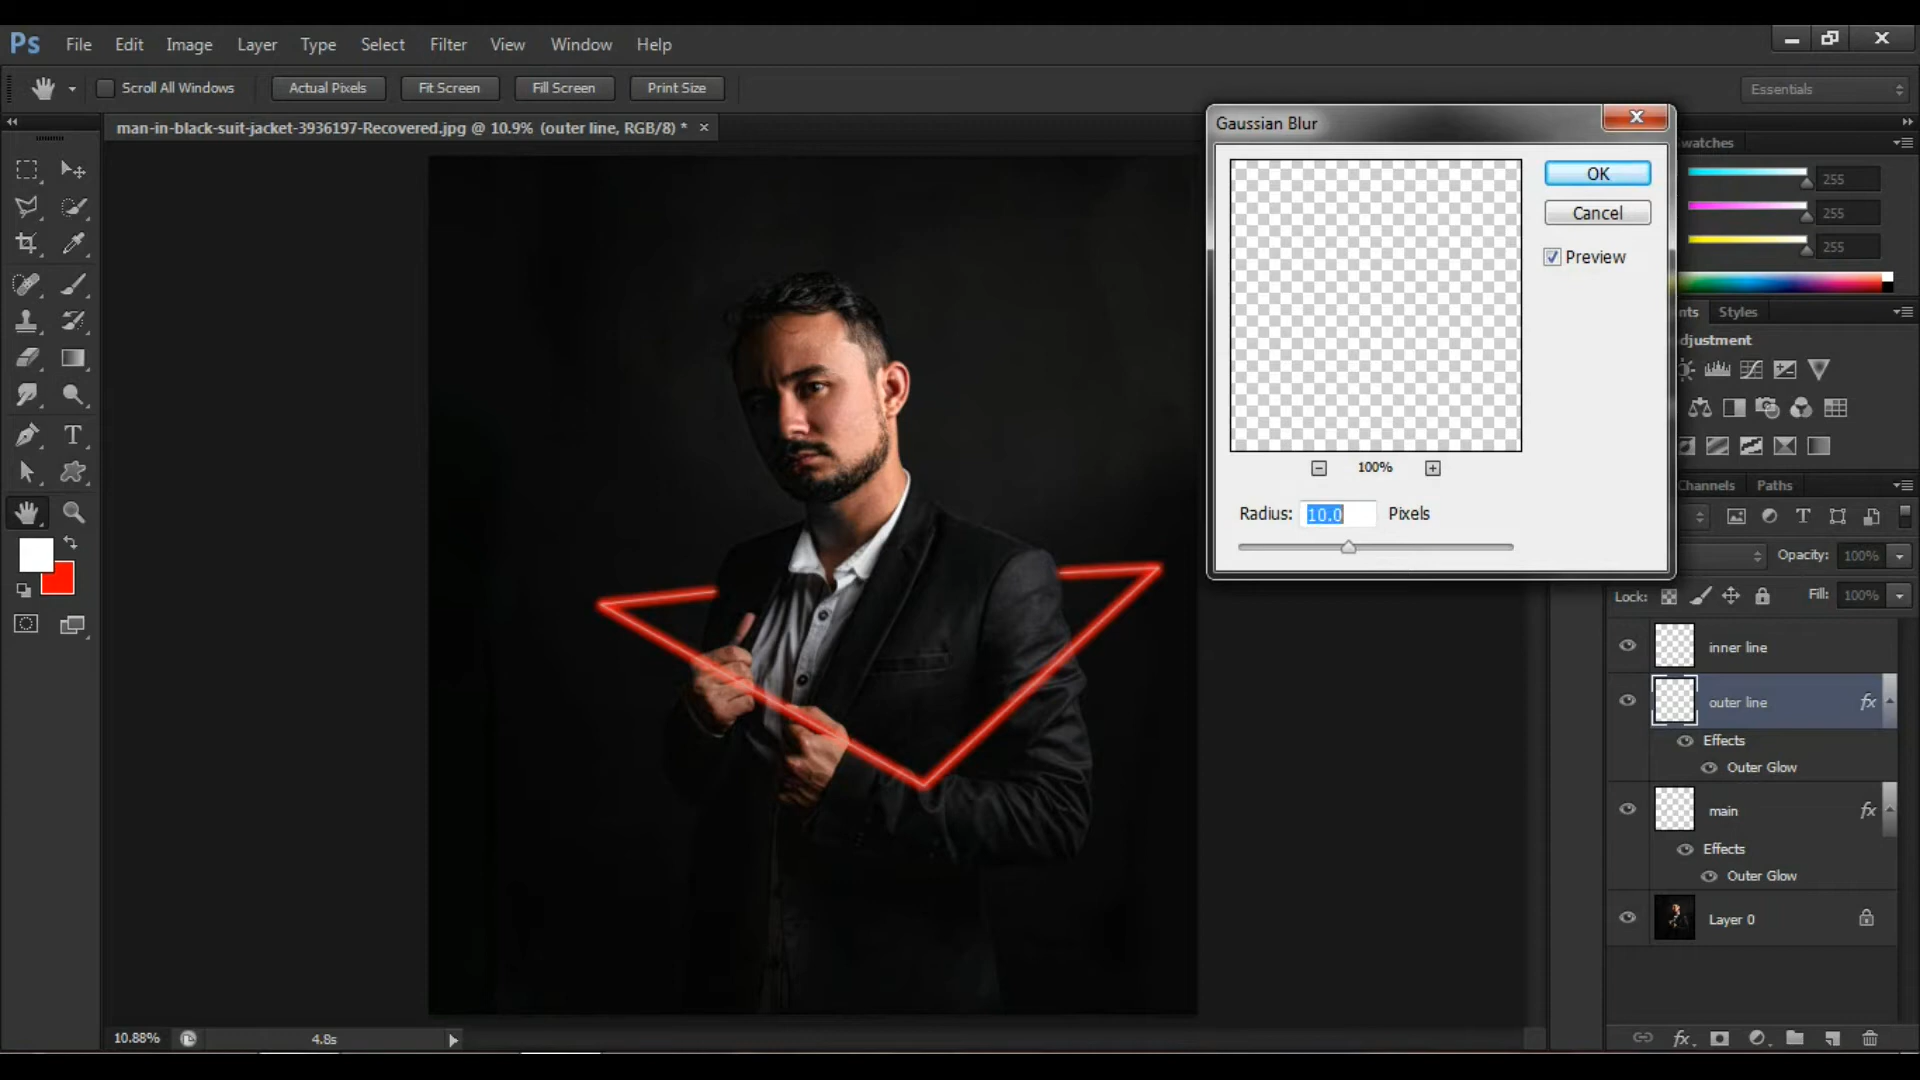 Ps File Edit Image Layer Type Select Filter View Window Help
Scroll All Windows Actual Pixels Fit Screen Fill Screen Print Size Essentials
man-in-black-suit-jacket-3936197-Recovered.jpg @ 10.9% (outer line, RGB/8) * ×
Gaussian Blur
OK
Cancel
Preview
100%
Radius: 10.0 Pixels
watches
255
255
255
nts Styles
djustment
Channels Paths
Opacity: 100%
Lock: Fill: 100%
inner line
outer line fx
Effects
Outer Glow
main fx
Effects
Outer Glow
Layer 0
10.88% 4.8s
fx